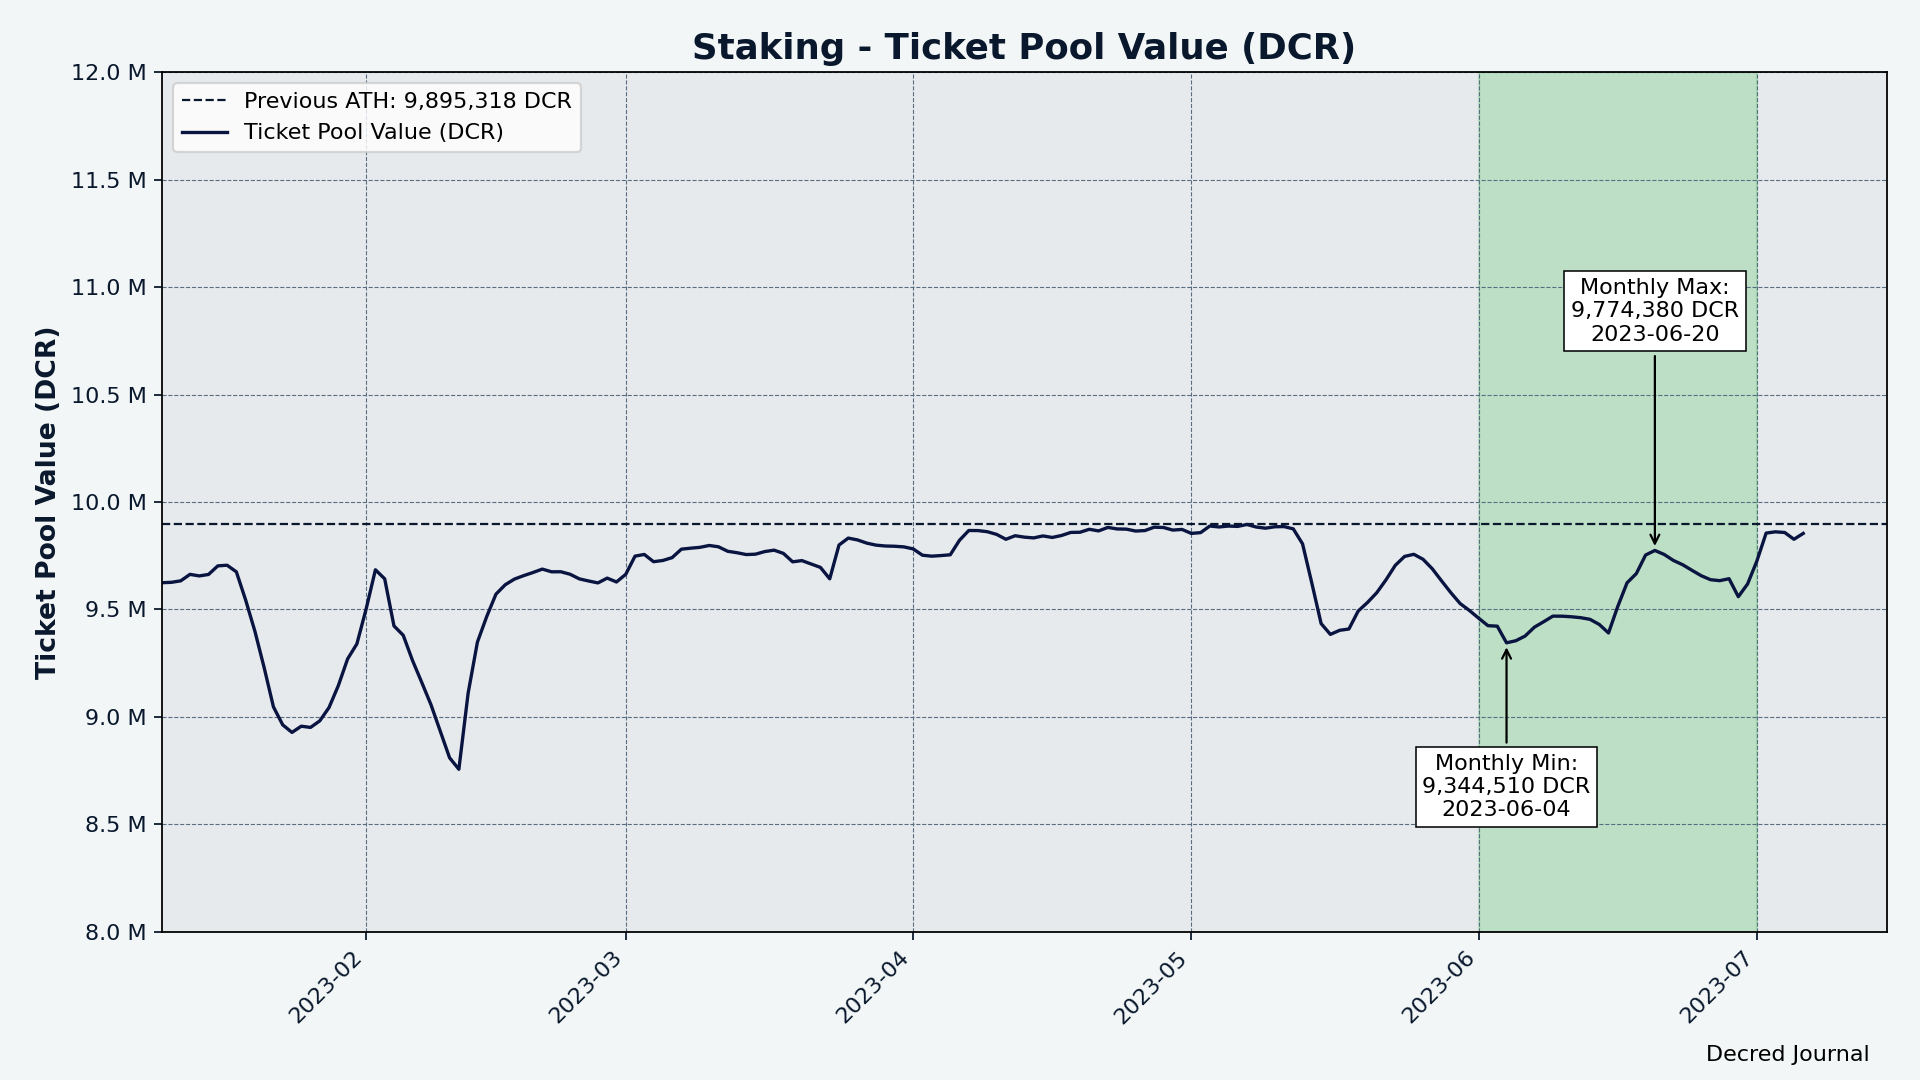 Staking - Ticket Pool Value (DCR)
Previous ATH: 9,895,318 DCR
Ticket Pool Value (DCR)
Ticket Pool Value (DCR)
12.0 M
11.5 M
11.0 M
10.5 M
10.0 M
9.5 M
9.0 M
8.5 M
8.0 M
Monthly Max:
9,774,380 DCR
2023-06-20
Monthly Min:
9,344,510 DCR
2023-06-04
2023-02
2023-03
2023-04
2023-05
2023-06
2023-07
Decred Journal